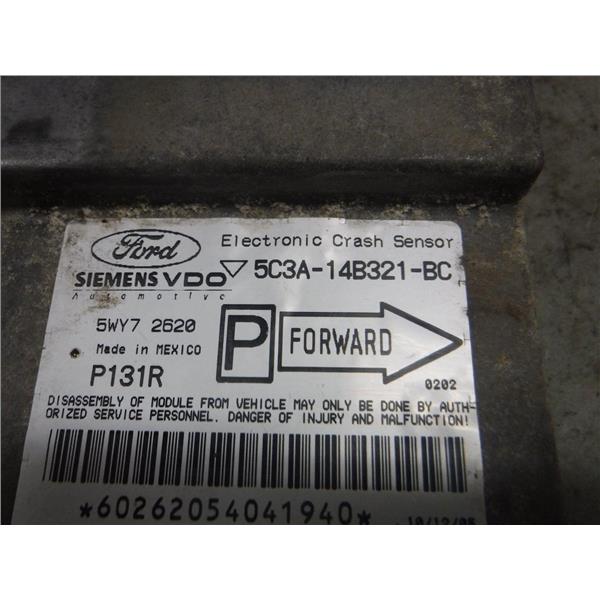 Ford
Electronic Crash Sensor
SIEMENS VDO 5C3A-14B321-BC
Automotive
5WY7 2620
Made in MEXICO
P131R
P FORWARD
0202
DISASSEMBLY OF MODULE FROM VEHICLE MAY ONLY BE DONE BY AUTH-
ORIZED SERVICE PERSONNEL. DANGER OF INJURY AND MALFUNCTION!
*60262054041940*